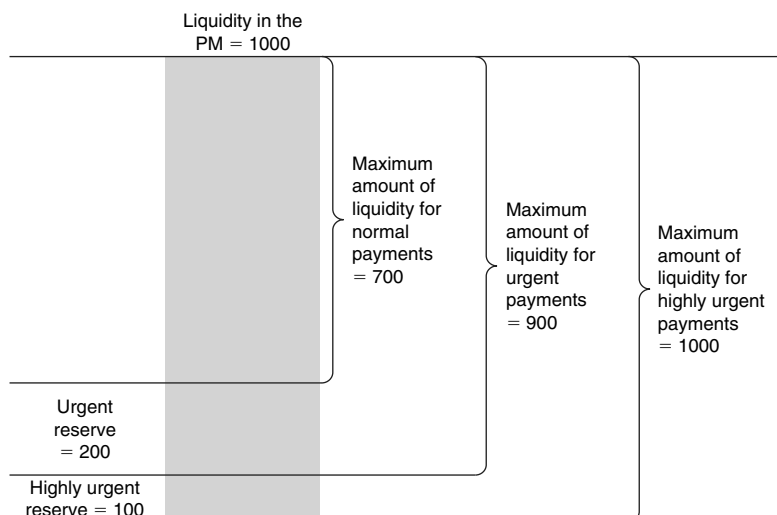 Liquidity in the
PM = 1000
Maximum
amount of
liquidity for
normal
payments
= 700
Maximum
amount of
liquidity for
urgent
payments
= 900
Maximum
amount of
liquidity for
highly urgent
payments
= 1000
Urgent
reserve
= 200
Highly urgent
reserve = 100